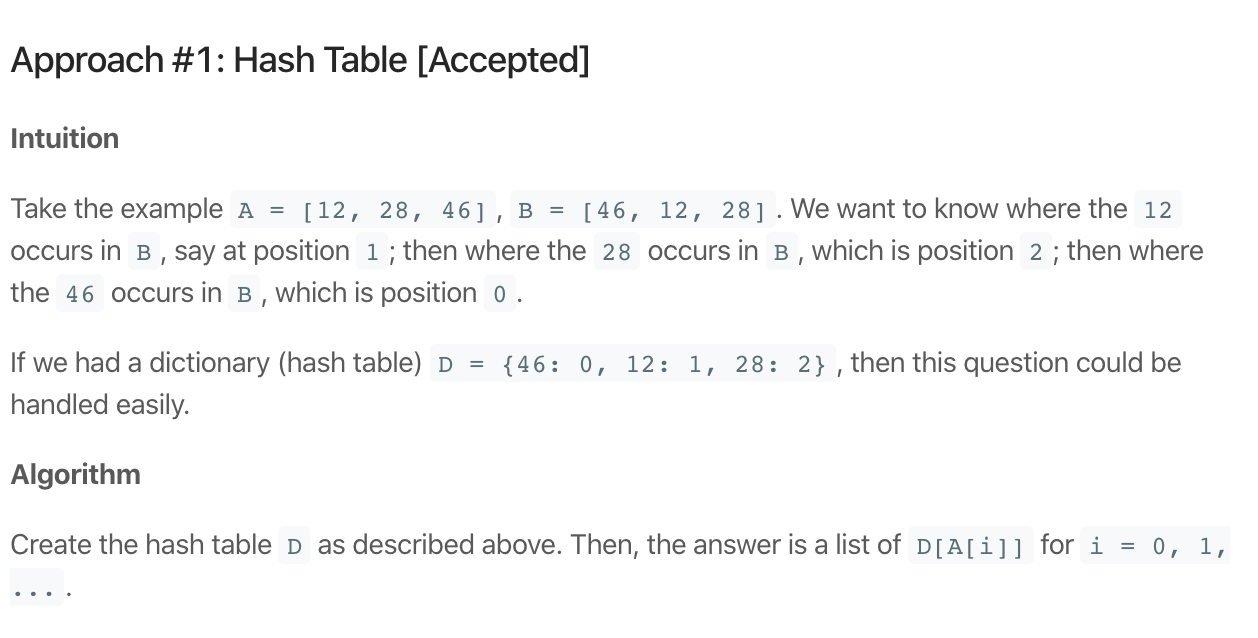 Approach #1: Hash Table [Accepted]
Intuition
Take the example A = [12, 28, 46], B = [46, 12, 28]. We want to know where the 12
occurs in B, say at position 1; then where the 28 occurs in B, which is position 2; then where
the 46 occurs in B, which is position 0.
If we had a dictionary (hash table) D = {46: 0, 12: 1, 28: 2}, then this question could be
handled easily.
Algorithm
Create the hash table D as described above. Then, the answer is a list of D[A[i]] for i = 0, 1,
... .